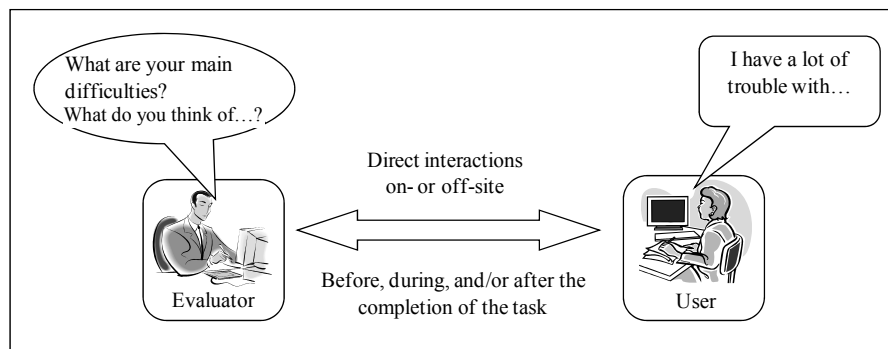 What are your main
difficulties?
What do you think of…?
I have a lot of
trouble with…
Direct interactions
on- or off-site
Before, during, and/or after the
completion of the task
Evaluator
User